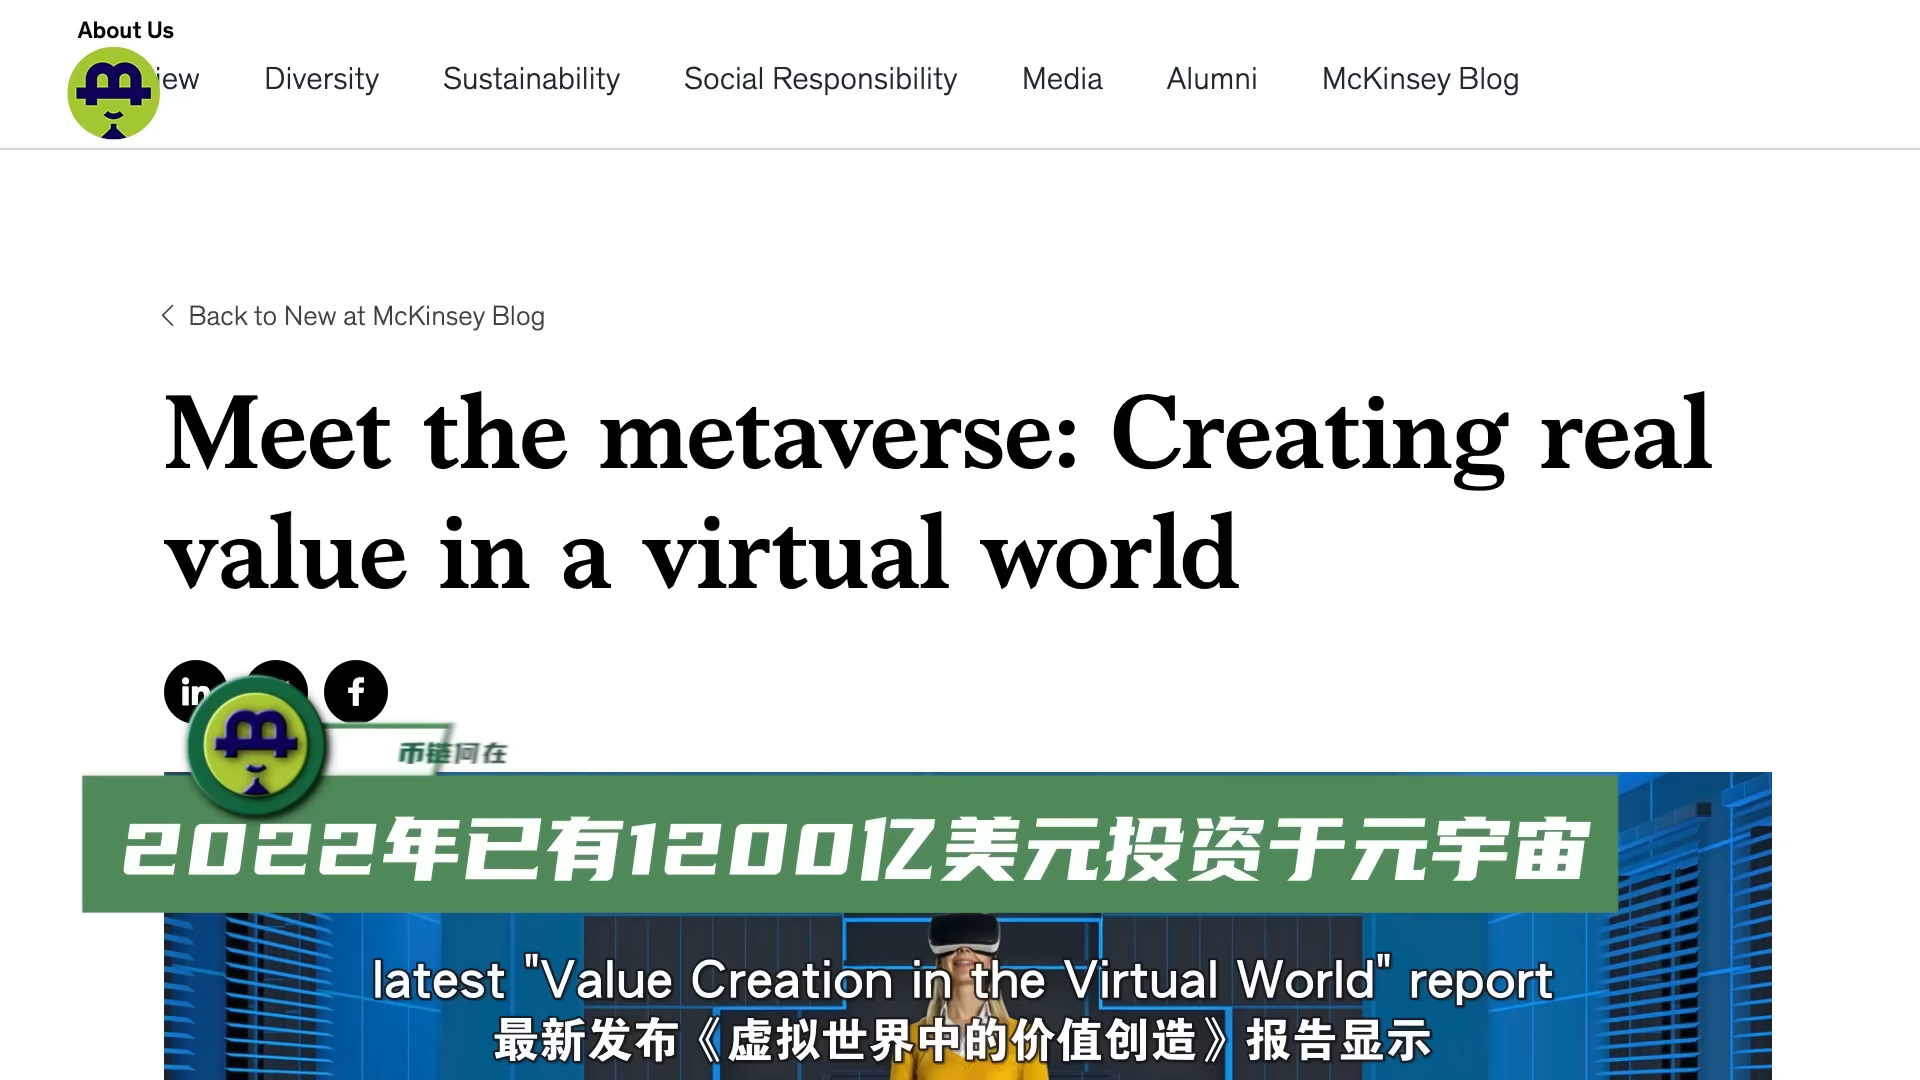 About Us
iew Diversity Sustainability Social Responsibility Media Alumni McKinsey Blog
Back to New at McKinsey Blog
Meet the metaverse: Creating real
value in a virtual world
in f
币链何在
2022年已有1200亿美元投资于元宇宙
latest "Value Creation in the Virtual World" report
最新发布《虚拟世界中的价值创造》报告显示